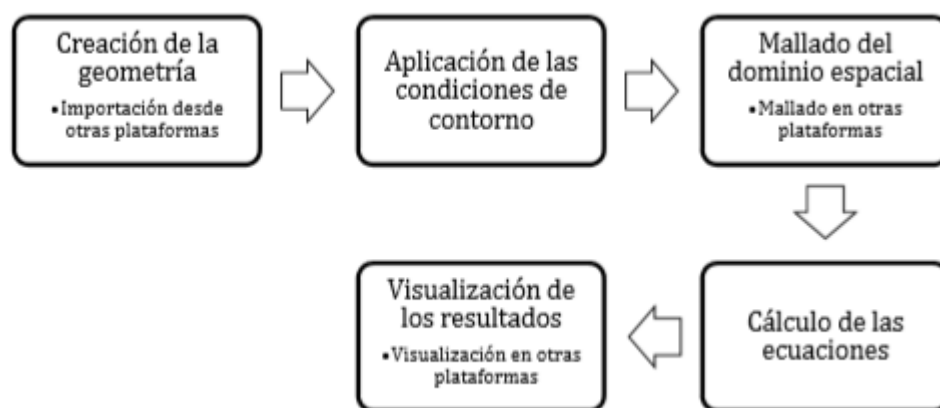 Creación de la
geometría
▪Importación desde
otras plataformas
Aplicación de las
condiciones de
contorno
Mallado del
dominio espacial
▪Mallado en otras
plataformas
Cálculo de las
ecuaciones
Visualización de
los resultados
▪Visualización en otras
plataformas